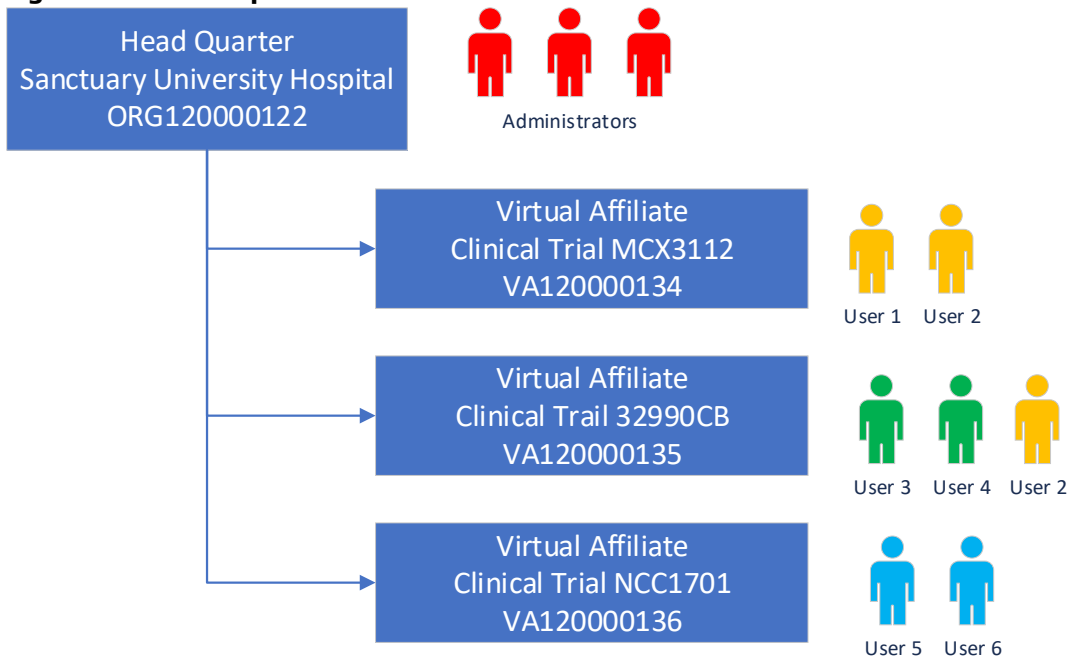 Head Quarter
Sanctuary University Hospital
ORG120000122
Administrators
Virtual Affiliate
Clinical Trial MCX3112
VA120000134
User 1 User 2
Virtual Affiliate
Clinical Trail 32990CB
VA120000135
User 3 User 4 User 2
Virtual Affiliate
Clinical Trial NCC1701
VA120000136
User 5 User 6